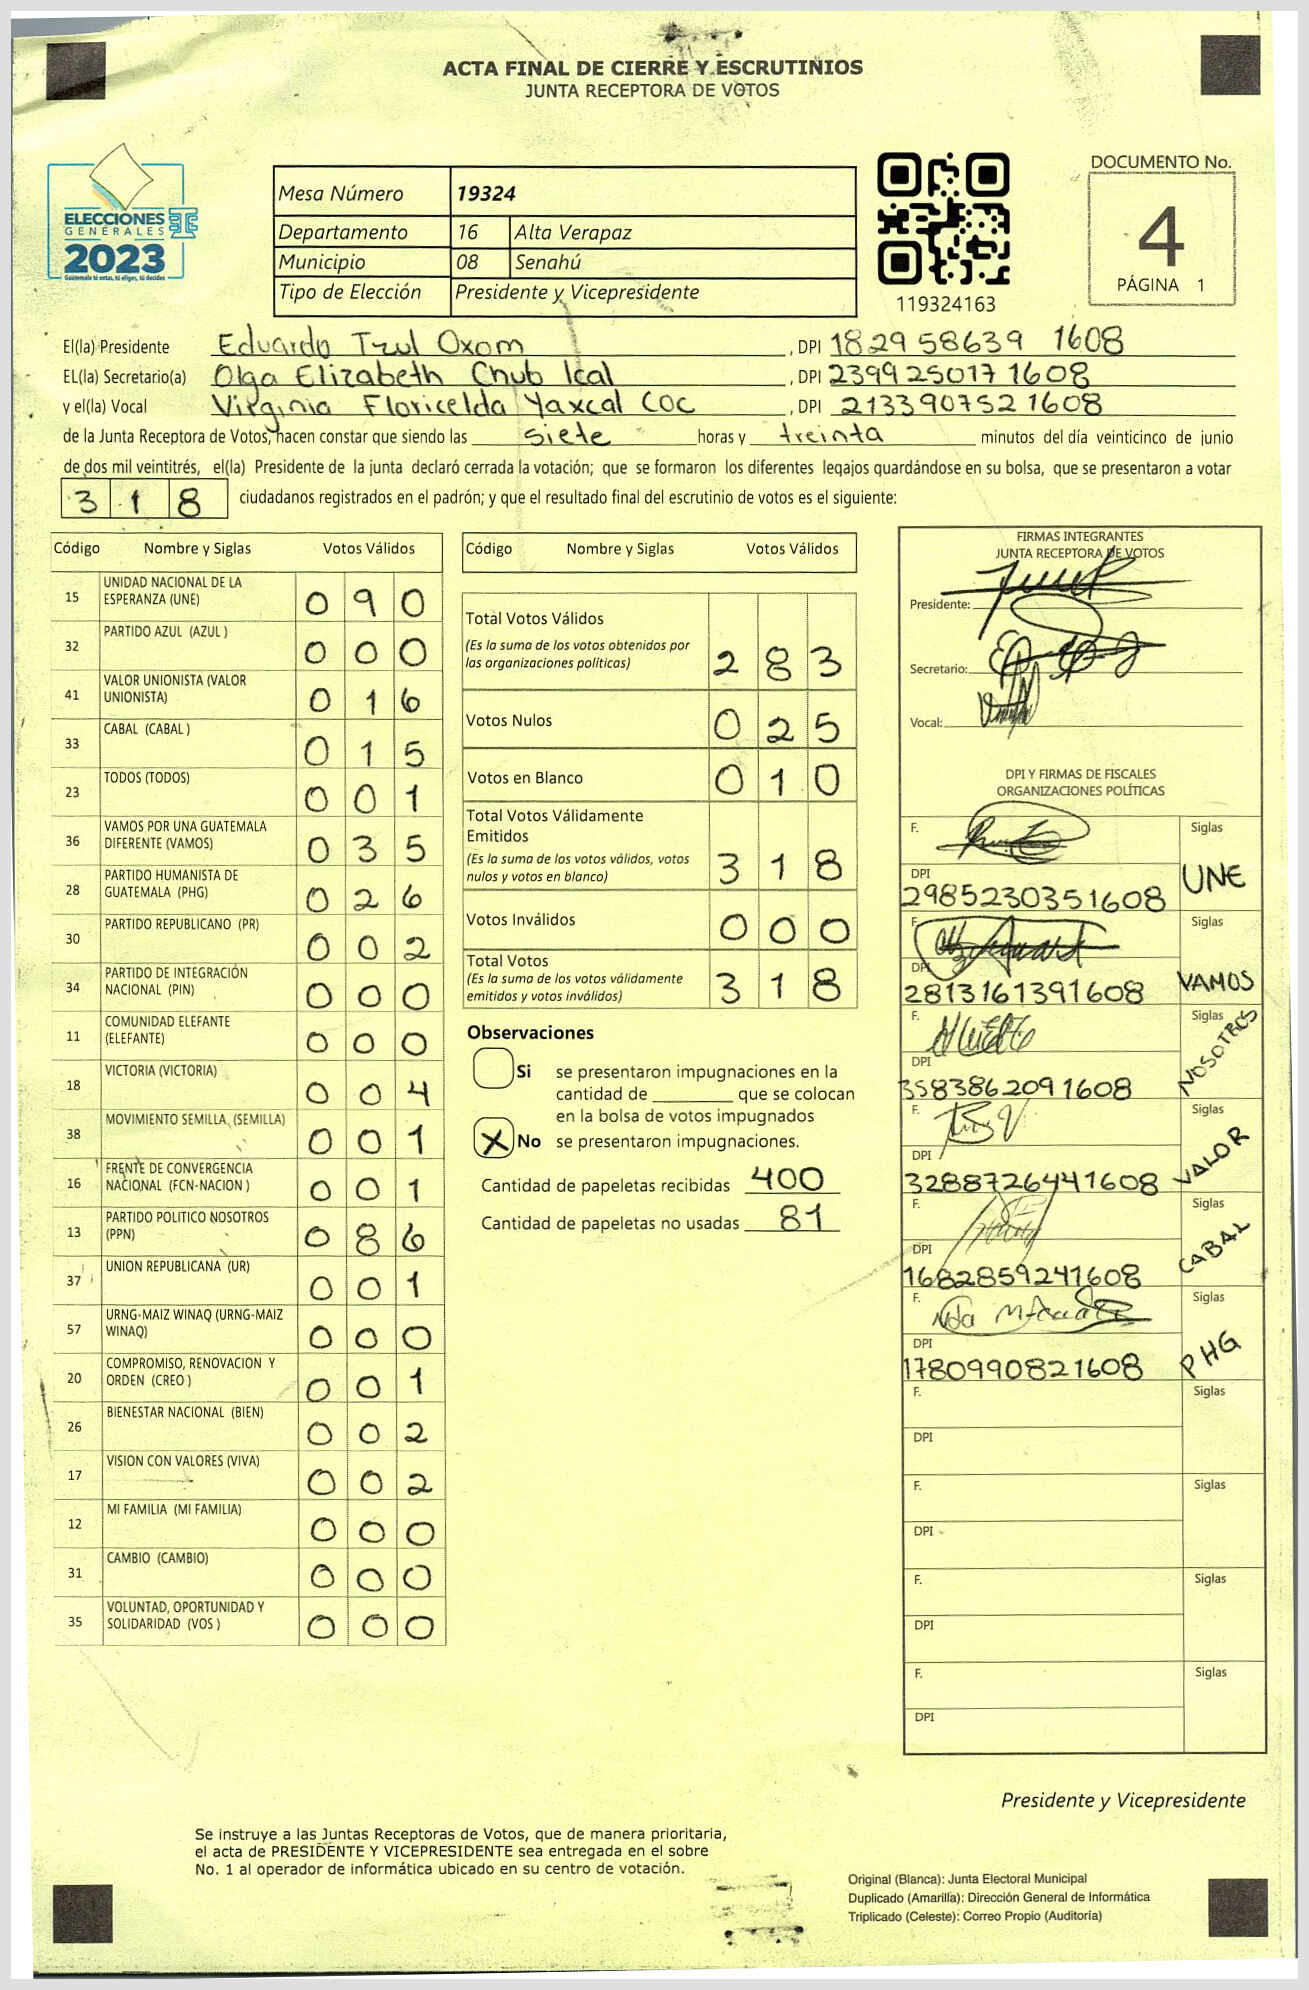 ACTA FINAL DE CIERRE Y ESCRUTINIOS
JUNTA RECEPTORA DE VOTOS
ELECCIONES
GENERALES
2023
Guatemala tú votas, tú eliges, tú decides
Mesa Número 19324
Departamento 16 Alta Verapaz
Municipio 08 Senahú
Tipo de Elección Presidente y Vicepresidente
119324163
DOCUMENTO No.
4
PÁGINA 1
El(la) Presidente Eduardo Tzul Oxom, DPI 1829 58639 1608
EL(la) Secretario(a) Olga Elizabeth Chub Ical, DPI 2399 25017 1608
y el(la) Vocal Virginia Floricelda Yaxcal Coc, DPI 213390752 1608
de la Junta Receptora de Votos, hacen constar que siendo las siete horas y treinta minutos del día veinticinco de junio
de dos mil veintitrés, el(la) Presidente de la junta declaró cerrada la votación; que se formaron los diferentes legajos guardándose en su bolsa, que se presentaron a votar
3 1 8 ciudadanos registrados en el padrón; y que el resultado final del escrutinio de votos es el siguiente:
Código Nombre y Siglas Votos Válidos
15 UNIDAD NACIONAL DE LA ESPERANZA (UNE) 0 9 0
32 PARTIDO AZUL (AZUL ) 0 0 0
41 VALOR UNIONISTA (VALOR UNIONISTA) 0 1 6
33 CABAL (CABAL ) 0 1 5
23 TODOS (TODOS) 0 0 1
36 VAMOS POR UNA GUATEMALA DIFERENTE (VAMOS) 0 3 5
28 PARTIDO HUMANISTA DE GUATEMALA (PHG) 0 2 6
30 PARTIDO REPUBLICANO (PR) 0 0 2
34 PARTIDO DE INTEGRACIÓN NACIONAL (PIN) 0 0 0
11 COMUNIDAD ELEFANTE (ELEFANTE) 0 0 0
18 VICTORIA (VICTORIA) 0 0 4
38 MOVIMIENTO SEMILLA (SEMILLA) 0 0 1
16 FRENTE DE CONVERGENCIA NACIONAL (FCN-NACION ) 0 0 1
13 PARTIDO POLITICO NOSOTROS (PPN) 0 8 6
37 UNION REPUBLICANA (UR) 0 0 1
57 URNG-MAIZ WINAQ (URNG-MAIZ WINAQ) 0 0 0
20 COMPROMISO, RENOVACION Y ORDEN (CREO ) 0 0 1
26 BIENESTAR NACIONAL (BIEN) 0 0 2
17 VISION CON VALORES (VIVA) 0 0 2
12 MI FAMILIA (MI FAMILIA) 0 0 0
31 CAMBIO (CAMBIO) 0 0 0
35 VOLUNTAD, OPORTUNIDAD Y SOLIDARIDAD (VOS ) 0 0 0
Código Nombre y Siglas Votos Válidos
Total Votos Válidos 2 8 3
(Es la suma de los votos obtenidos por
las organizaciones políticas)
Votos Nulos 0 2 5
Votos en Blanco 0 1 0
Total Votos Válidamente
Emitidos 3 1 8
(Es la suma de los votos válidos, votos
nulos y votos en blanco)
Votos Inválidos 0 0 0
Total Votos 3 1 8
(Es la suma de los votos válidamente
emitidos y votos inválidos)
Observaciones
Si se presentaron impugnaciones en la
cantidad de ________ que se colocan
en la bolsa de votos impugnados
X No se presentaron impugnaciones.
Cantidad de papeletas recibidas 400
Cantidad de papeletas no usadas 81
FIRMAS INTEGRANTES
JUNTA RECEPTORA DE VOTOS
Presidente:
Secretario:
Vocal:
DPI Y FIRMAS DE FISCALES
ORGANIZACIONES POLÍTICAS
F. Siglas
DPI UNE
2985230351608
F. Siglas
DPI VAMOS
2813161391608
F. Siglas
DPI NOSOTROS
3583862091608
F. Siglas
DPI VALOR
3288726441608
F. Siglas
DPI CABAL
1682859241608
F. Siglas
DPI PHG
1780990821608
F. Siglas
DPI
F. Siglas
DPI
F. Siglas
DPI
F. Siglas
DPI
Presidente y Vicepresidente
Se instruye a las Juntas Receptoras de Votos, que de manera prioritaria,
el acta de PRESIDENTE Y VICEPRESIDENTE sea entregada en el sobre
No. 1 al operador de informática ubicado en su centro de votación.
Original (Blanca): Junta Electoral Municipal
Duplicado (Amarilla): Dirección General de Informática
Triplicado (Celeste): Correo Propio (Auditoría)